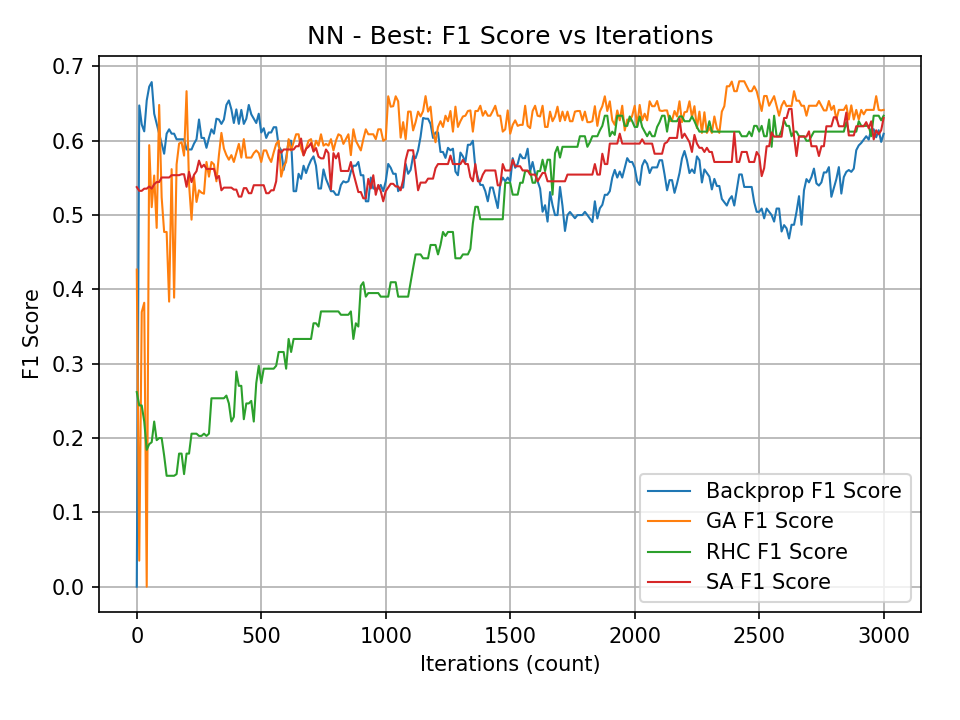 NN - Best: F1 Score vs Iterations
F1 Score
0.7
0.6
0.5
0.4
0.3
0.2
0.1
0.0
Backprop F1 Score
GA F1 Score
RHC F1 Score
SA F1 Score
0 500 1000 1500 2000 2500 3000
Iterations (count)